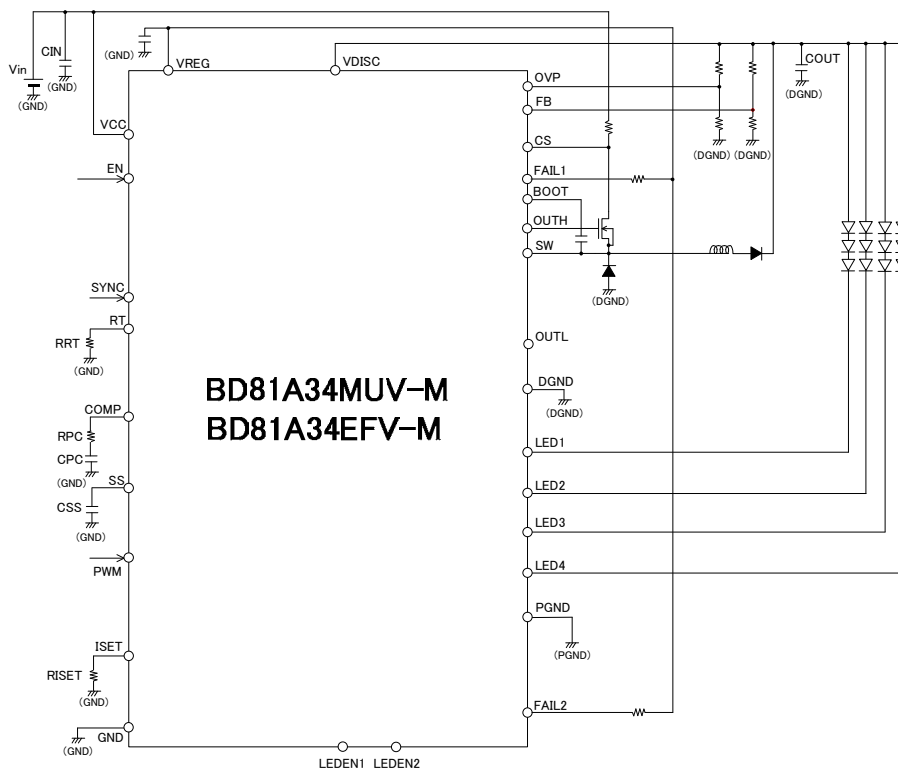 CIN
(GND)
Vin
(GND)
(GND)
VREG
VDISC
COUT
(DGND)
OVP
FB
(DGND)
(DGND)
VCC
CS
EN
FAIL1
BOOT
OUTH
SW
(DGND)
SYNC
RT
RRT
(GND)
OUTL
BD81A34MUV-M
BD81A34EFV-M
DGND
(DGND)
COMP
RPC
CPC
(GND)
LED1
SS
CSS
(GND)
LED2
LED3
PWM
LED4
PGND
(PGND)
ISET
RISET
(GND)
FAIL2
GND
(GND)
LEDEN1 LEDEN2